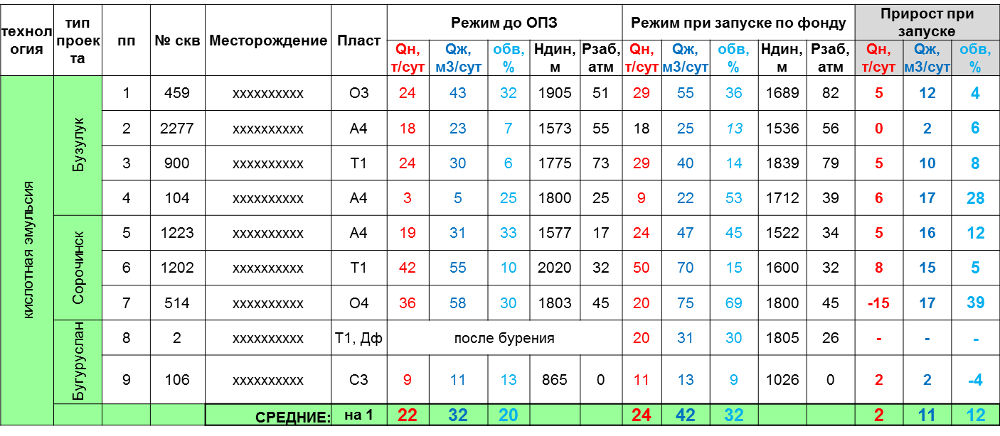 технология тип проекта пп № скв Месторождение Пласт Режим до ОПЗ Режим при запуске по фонду Прирост при запуске
Qн, т/сут Qж, м3/сут обв, % Ндин, м Рзаб, атм Qн, т/сут Qж, м3/сут обв, % Ндин, м Рзаб, атм Qн, т/сут Qж, м3/сут обв, %
кислотная эмульсия
Бузулук
1 459 xxxxxxxxxx О3 24 43 32 1905 51 29 55 36 1689 82 5 12 4
2 2277 xxxxxxxxxx А4 18 23 7 1573 55 18 25 13 1536 56 0 2 6
3 900 xxxxxxxxxx Т1 24 30 6 1775 73 29 40 14 1839 79 5 10 8
4 104 xxxxxxxxxx А4 3 5 25 1800 25 9 22 53 1712 39 6 17 28
Сорочинск
5 1223 xxxxxxxxxx А4 19 31 33 1577 17 24 47 45 1522 34 5 16 12
6 1202 xxxxxxxxxx Т1 42 55 10 2020 32 50 70 15 1600 32 8 15 5
7 514 xxxxxxxxxx О4 36 58 30 1803 45 20 75 69 1800 45 -15 17 39
Бугуруслан
8 2 xxxxxxxxxx Т1, Дф после бурения 20 31 30 1805 26 - - -
9 106 xxxxxxxxxx С3 9 11 13 865 0 11 13 9 1026 0 2 2 -4
СРЕДНИЕ: на 1 22 32 20 24 42 32 2 11 12